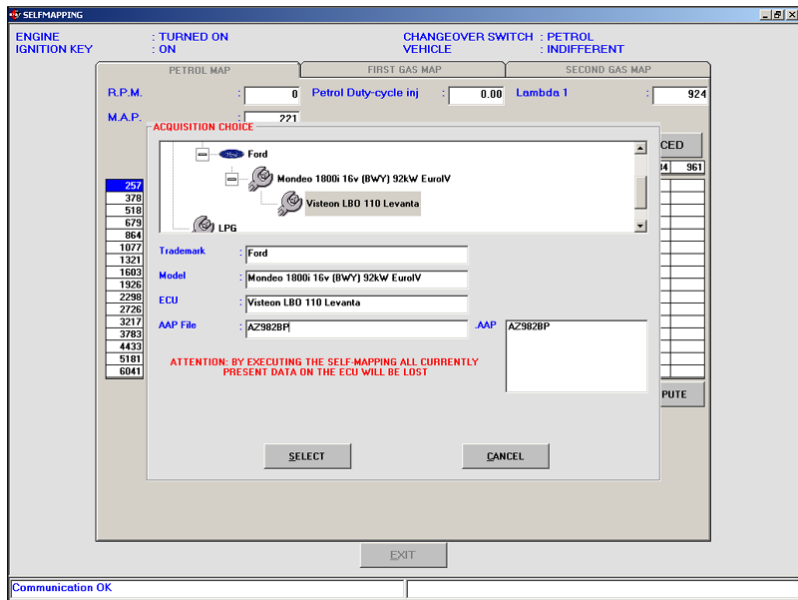 SELFMAPPING
ENGINE : TURNED ON CHANGEOVER SWITCH : PETROL
IGNITION KEY : ON VEHICLE : INDIFFERENT
PETROL MAP FIRST GAS MAP SECOND GAS MAP
R.P.M. : 0 Petrol Duty-cycle inj : 0.00 Lambda 1 : 924
M.A.P. : 221
ACQUISITION CHOICE
CED
Ford
961
Mondeo 1800i 16v (BWY) 92kW EuroIV
257
Visteon LBO 110 Levanta
378
518
679
LPG
864
1077
Trademark : Ford
1321
1603
Model : Mondeo 1800i 16v (BWY) 92kW EuroIV
1926
2298
ECU : Visteon LBO 110 Levanta
2726
3217
AAP File : AZ982BP .AAP AZ982BP
3783
4433
5181
ATTENTION: BY EXECUTING THE SELF-MAPPING ALL CURRENTLY
6041
PRESENT DATA ON THE ECU WILL BE LOST
PUTE
SELECT CANCEL
EXIT
Communication OK